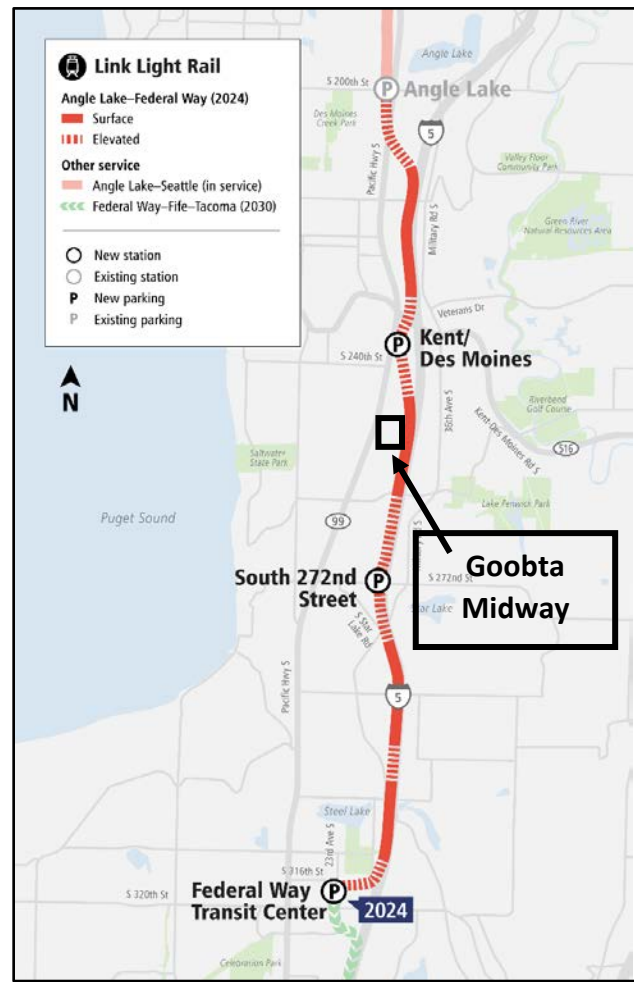 Link Light Rail
Angle Lake–Federal Way (2024)
Surface
Elevated
Other service
Angle Lake–Seattle (in service)
Federal Way–Fife–Tacoma (2030)
New station
Existing station
P New parking
P Existing parking
N
Angle Lake
S 200th St
P Angle Lake
Des Moines
Creek Park
5
Pacific Hwy S
Military Rd S
Valley Floor
Community Park
Green River
Natural Resources Area
Veterans Dr
P Kent/
Des Moines
S 240th St
36th Ave S
Riverbend
Golf Course
Kent-Des Moines Rd S
516
Saltwater
State Park
Puget Sound
99
Lake Fenwick Park
Goobta
Midway
South 272nd
Street
P
S 272nd St
Star Lake
S Star
Lake Rd
Pacific Hwy S
5
Steel Lake
23rd Ave S
S 316th St
S 320th St
Federal Way
Transit Center
P
2024
Celebration Park